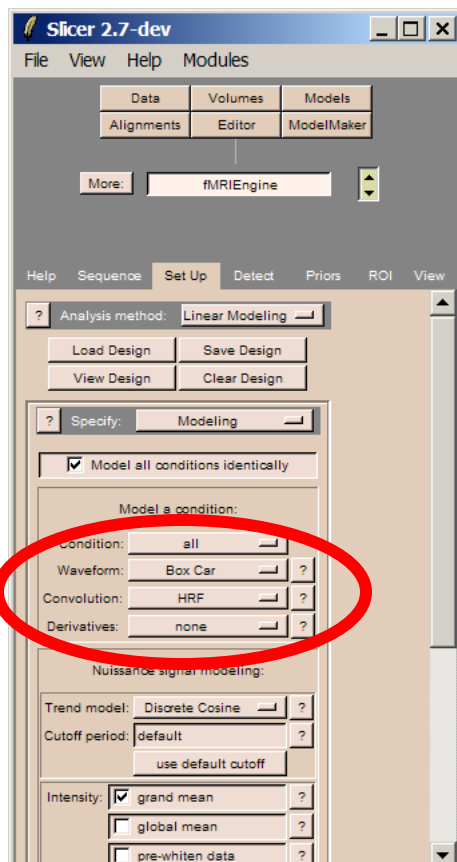 Slicer 2.7-dev
File View Help Modules
Data Volumes Models
Alignments Editor ModelMaker
More: fMRIEngine
Help Sequence Set Up Detect Priors ROI View
? Analysis method: Linear Modeling
Load Design Save Design
View Design Clear Design
? Specify: Modeling
Model all conditions identically
Model a condition:
Condition: all
Waveform: Box Car ?
Convolution: HRF ?
Derivatives: none ?
Nuissance signal modeling:
Trend model: Discrete Cosine ?
Cutoff period: default ?
use default cutoff
Intensity: grand mean ?
global mean ?
pre-whiten data ?